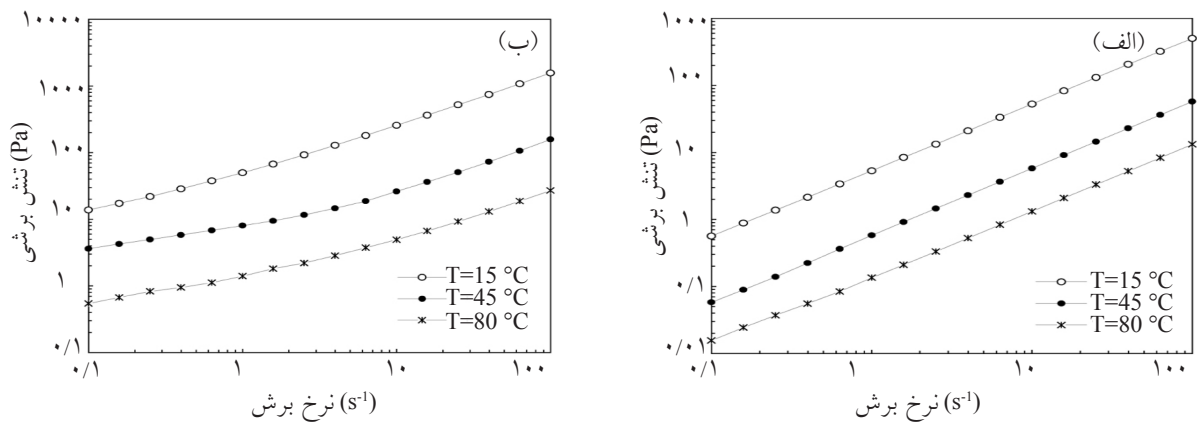 (الف)
۱۰۰۰
۱۰۰
۱۰
۱
۰/۱
۰/۰۱
تنش برشی (Pa)
T=15 °C
T=45 °C
T=80 °C
۰/۱ ۱ ۱۰ ۱۰۰
نرخ برش (s-1)
(ب)
۱۰۰۰۰
۱۰۰۰
۱۰۰
۱۰
۱
۰/۱
تنش برشی (Pa)
T=15 °C
T=45 °C
T=80 °C
۰/۱ ۱ ۱۰ ۱۰۰
نرخ برش (s-1)